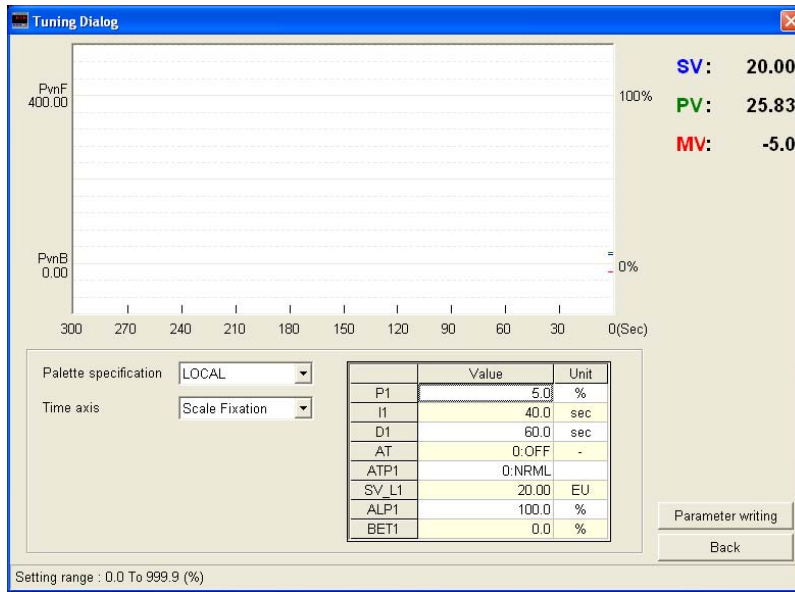 Tuning Dialog
SV: 20.00
PvnF
400.00
100%
PV: 25.83
MV: -5.0
PvnB
0.00
0%
300 270 240 210 180 150 120 90 60 30 0(Sec)
Palette specification LOCAL
Time axis Scale Fixation
Value Unit
P1 5.0 %
I1 40.0 sec
D1 60.0 sec
AT 0:OFF -
ATP1 0:NRML
SV_L1 20.00 EU
ALP1 100.0 %
BET1 0.0 %
Parameter writing
Back
Setting range : 0.0 To 999.9 (%)